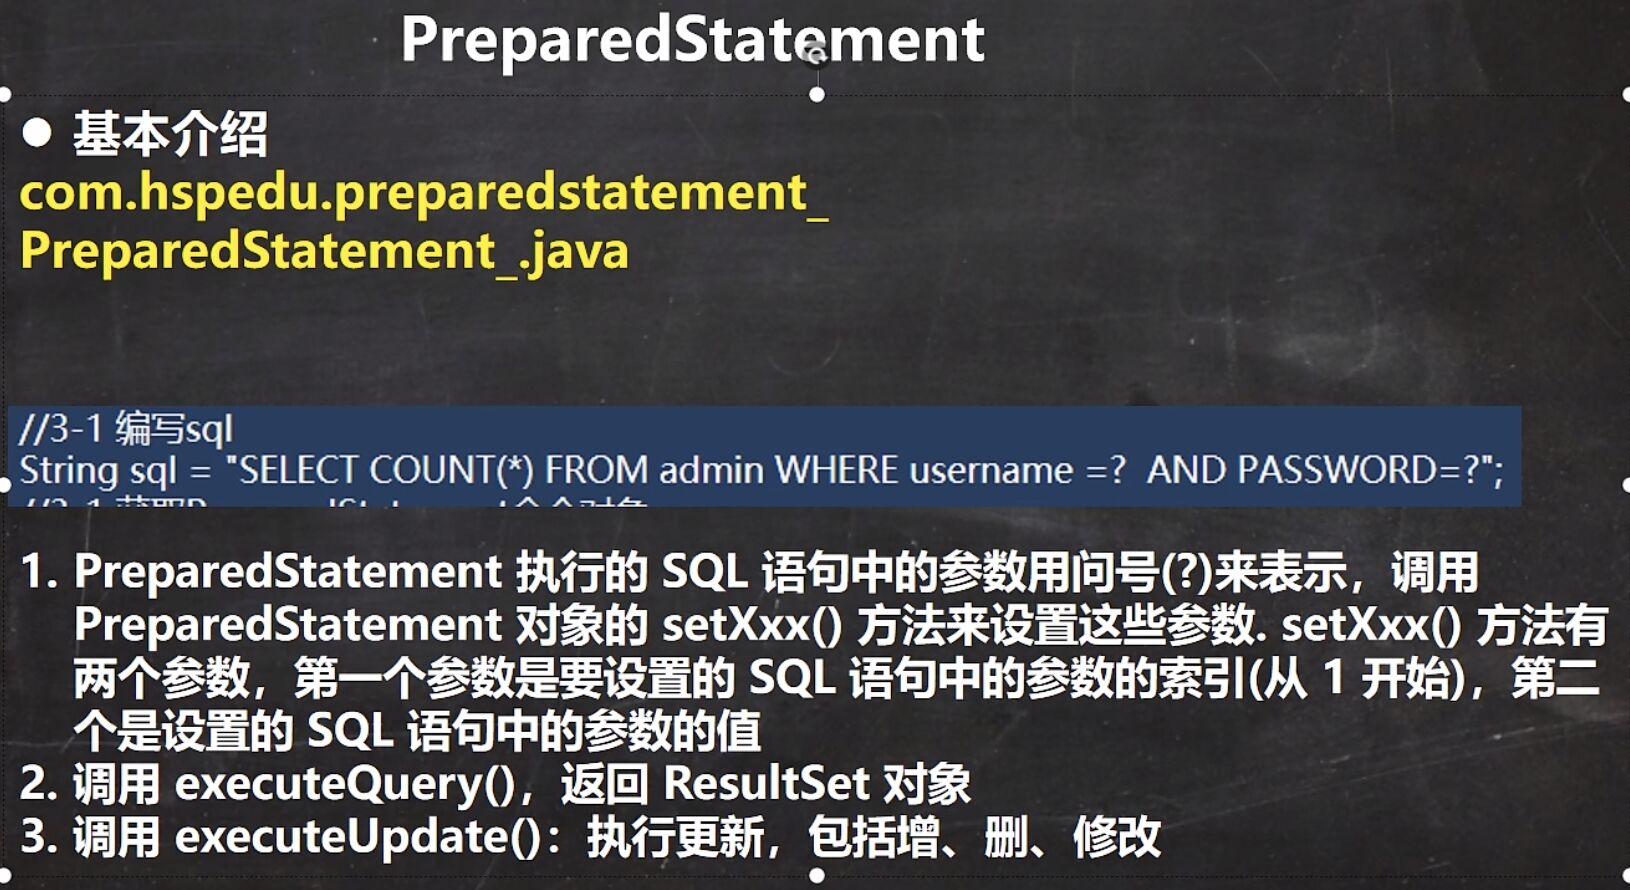 PreparedStatement
● 基本介绍
com.hspedu.preparedstatement_
PreparedStatement_.java
//3-1 编写sql
String sql = "SELECT COUNT(*) FROM admin WHERE username =?  AND PASSWORD=?";
1. PreparedStatement 执行的 SQL 语句中的参数用问号(?)来表示，调用
PreparedStatement 对象的 setXxx() 方法来设置这些参数. setXxx() 方法有
两个参数，第一个参数是要设置的 SQL 语句中的参数的索引(从 1 开始)，第二
个是设置的 SQL 语句中的参数的值
2. 调用 executeQuery()，返回 ResultSet 对象
3. 调用 executeUpdate()：执行更新，包括增、删、修改